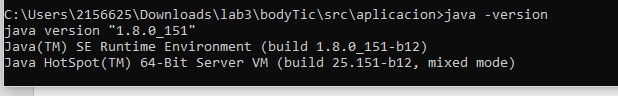 C:\Users\2156625\Downloads\lab3\bodyTic\src\aplicacion>java -version
java version "1.8.0_151"
Java(TM) SE Runtime Environment (build 1.8.0_151-b12)
Java HotSpot(TM) 64-Bit Server VM (build 25.151-b12, mixed mode)